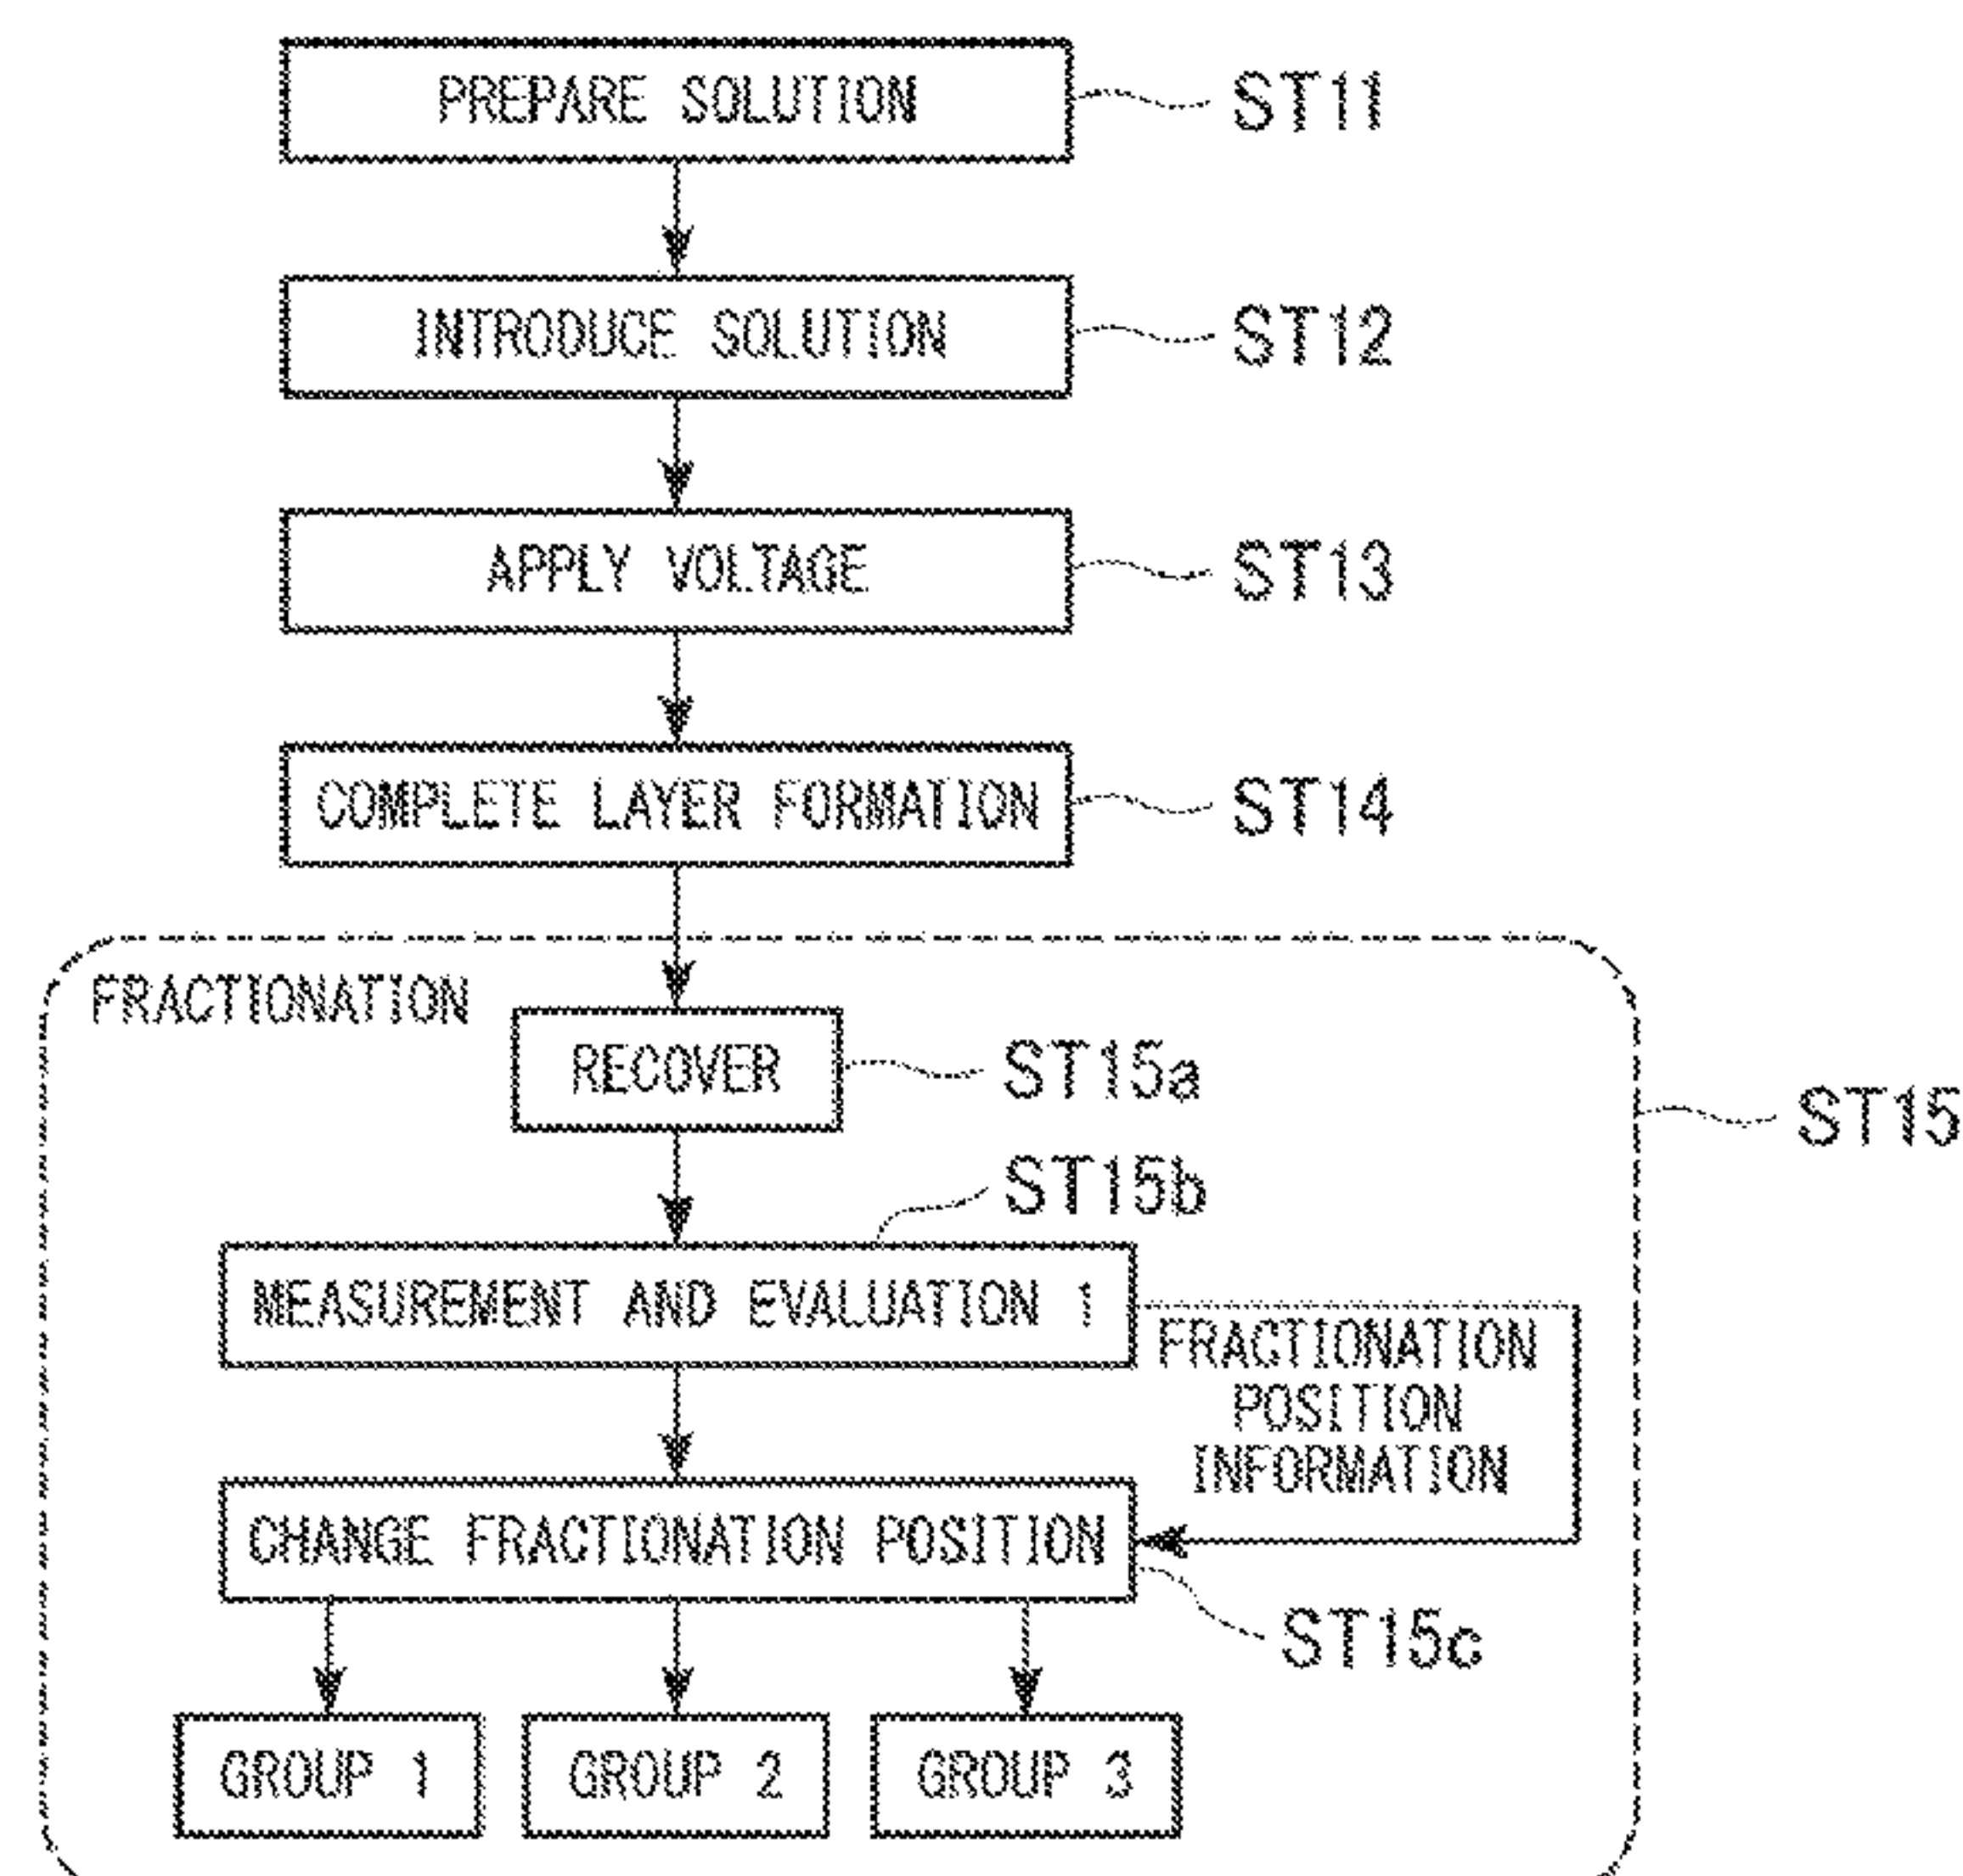 PREPARE SOLUTION
ST11
INTRODUCE SOLUTION
ST12
APPLY VOLTAGE
ST13
COMPLETE LAYER FORMATION
ST14
FRACTIONATION
RECOVER
ST15a
ST15
ST15b
MEASUREMENT AND EVALUATION 1
FRACTIONATION
POSITION
INFORMATION
CHANGE FRACTIONATION POSITION
ST15c
GROUP 1
GROUP 2
GROUP 3